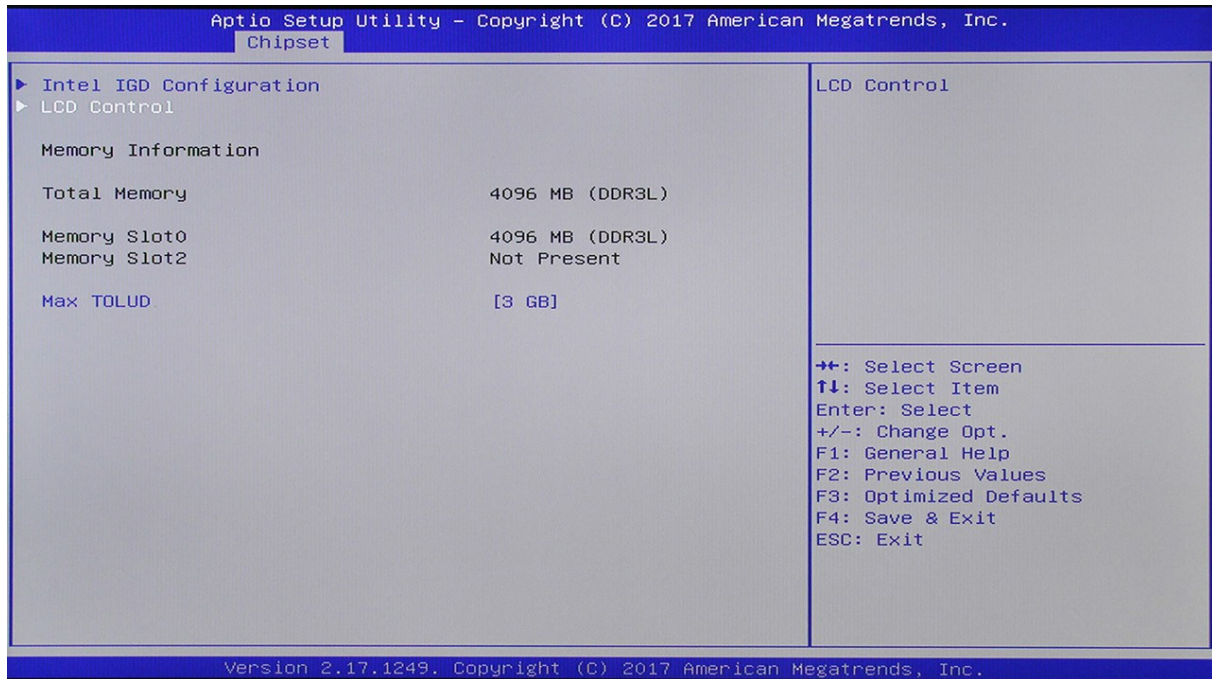 Aptio Setup Utility – Copyright (C) 2017 American Megatrends, Inc.
Chipset
▶ Intel IGD Configuration
▶ LCD Control
Memory Information
Total Memory 4096 MB (DDR3L)
Memory Slot0 4096 MB (DDR3L)
Memory Slot2 Not Present
Max TOLUD [3 GB]
LCD Control
→←: Select Screen
↑↓: Select Item
Enter: Select
+/-: Change Opt.
F1: General Help
F2: Previous Values
F3: Optimized Defaults
F4: Save & Exit
ESC: Exit
Version 2.17.1249. Copyright (C) 2017 American Megatrends, Inc.